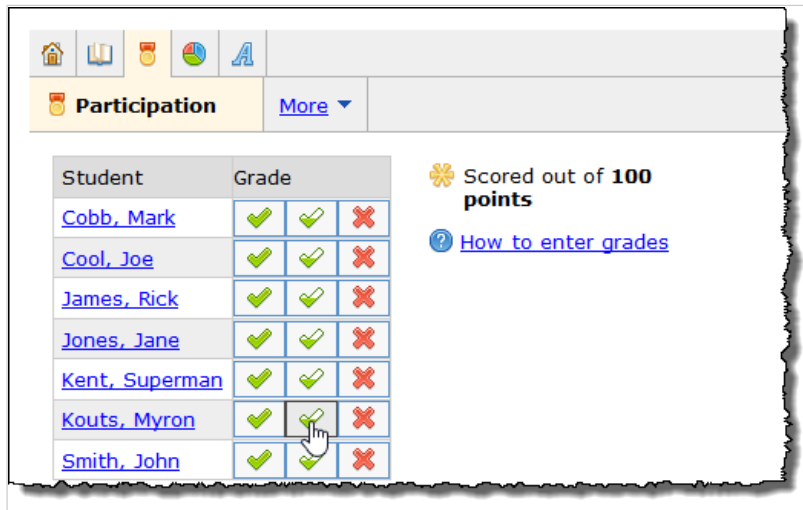 Participation More
Student Grade
Cobb, Mark
Cool, Joe
James, Rick
Jones, Jane
Kent, Superman
Kouts, Myron
Smith, John
Scored out of 100
points
How to enter grades